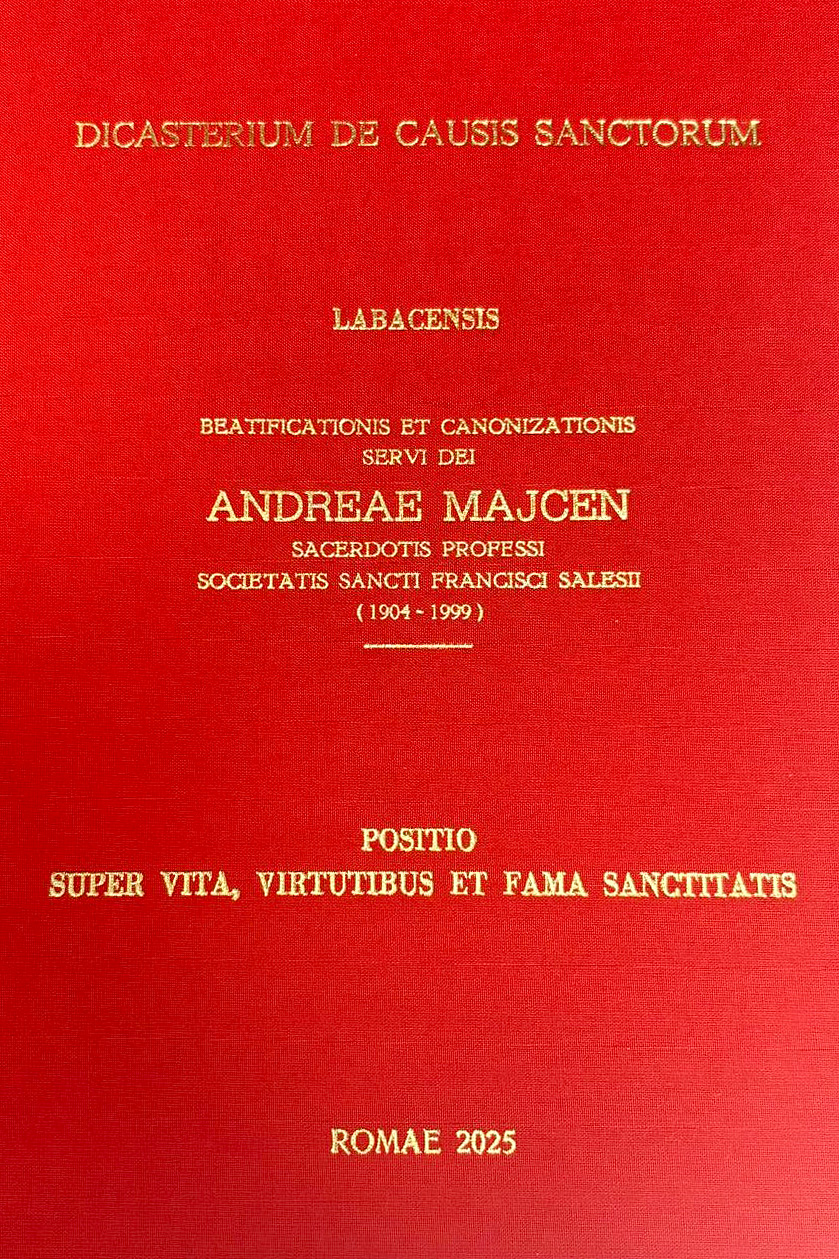 DICASTERIUM DE CAUSIS SANCTORUM
LABACENSIS
BEATIFICATIONIS ET CANONIZATIONIS
SERVI DEI
ANDREAE MAJCEN
SACERDOTIS PROFESSI
SOCIETATIS SANCTI FRANCISCI SALESII
(1904 - 1999)
POSITIO
SUPER VITA, VIRTUTIBUS ET FAMA SANCTITATIS
ROMAE 2025